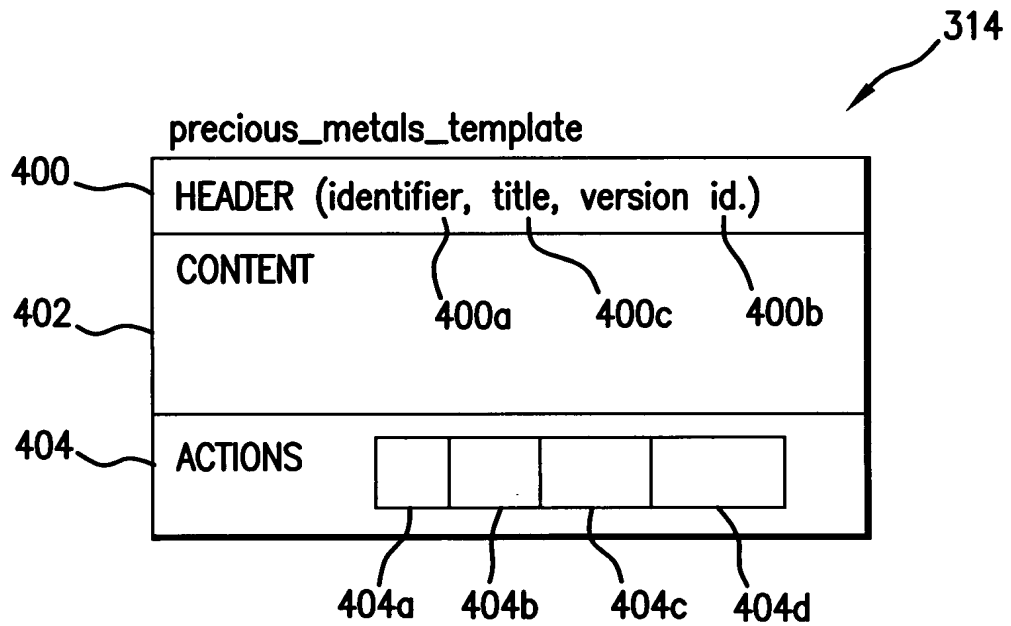 314
precious_metals_template
400
HEADER (identifier, title, version id.)
CONTENT
400a 400c 400b
402
404
ACTIONS
404a 404b 404c 404d